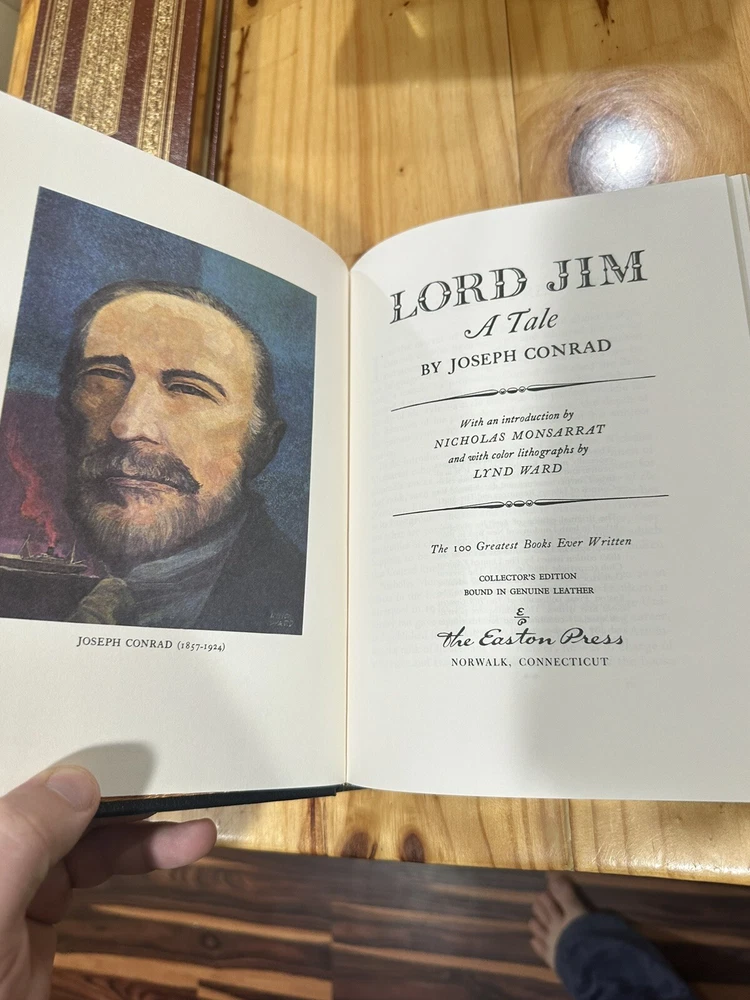 JOSEPH CONRAD (1857-1924)
LORD JIM
A Tale
BY JOSEPH CONRAD
With an introduction by
NICHOLAS MONSARRAT
and with color lithographs by
LYND WARD
The 100 Greatest Books Ever Written
COLLECTOR'S EDITION
BOUND IN GENUINE LEATHER
E
P
the Easton Press
NORWALK, CONNECTICUT